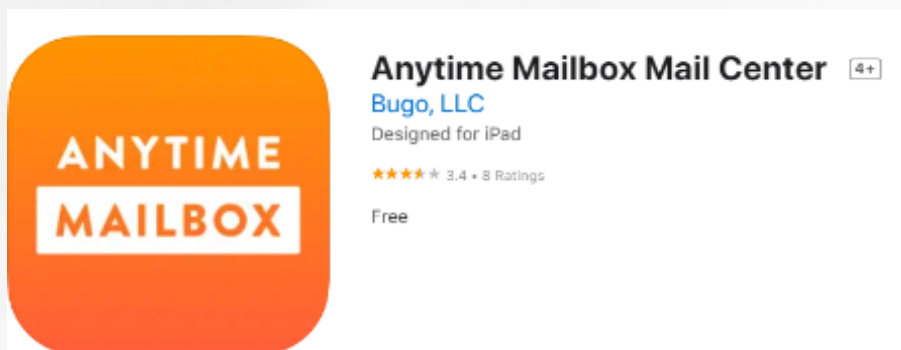 ANYTIME
MAILBOX
Anytime Mailbox Mail Center 4+
Bugo, LLC
Designed for iPad
3.4 • 8 Ratings
Free